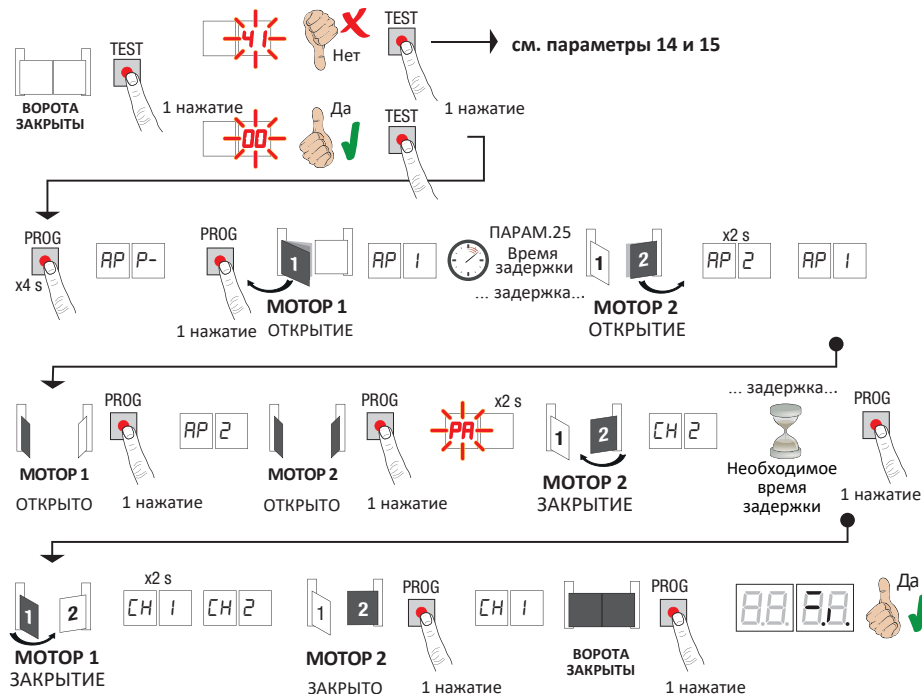 TEST
41
Нет
TEST
см. параметры 14 и 15
ВОРОТА
ЗАКРЫТЫ
1 нажатие
1 нажатие
00
Да
TEST
PROG
x4 s
AP P-
PROG
1 нажатие
1
МОТОР 1
ОТКРЫТИЕ
AP 1
ПАРАМ.25
Время
задержки
... задержка...
1 2
МОТОР 2
ОТКРЫТИЕ
x2 s
AP 2
AP 1
МОТОР 1
ОТКРЫТО
PROG
1 нажатие
AP 2
МОТОР 2
ОТКРЫТО
PROG
1 нажатие
PA
x2 s
1 2
МОТОР 2
ЗАКРЫТИЕ
CH 2
... задержка...
Необходимое
время
задержки
PROG
1 нажатие
1 2
МОТОР 1
ЗАКРЫТИЕ
x2 s
CH 1
CH 2
1 2
МОТОР 2
ЗАКРЫТО
PROG
1 нажатие
CH 1
ВОРОТА
ЗАКРЫТЫ
PROG
1 нажатие
Да